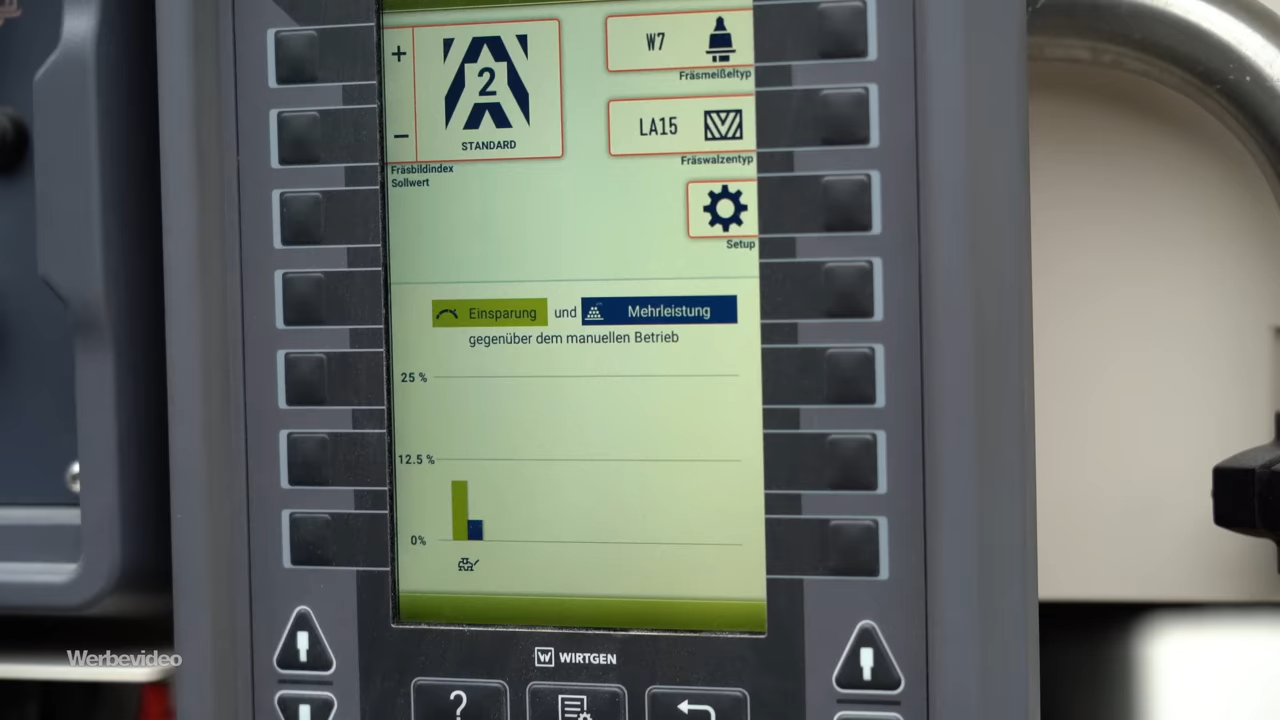 +
2
−
STANDARD
Fräsbildindex
Sollwert
W7
Fräsmeißeltyp
LA15
Fräswalzentyp
Setup
Einsparung und Mehrleistung
gegenüber dem manuellen Betrieb
25 %
12.5 %
0%
W WIRTGEN
?
Werbevideo